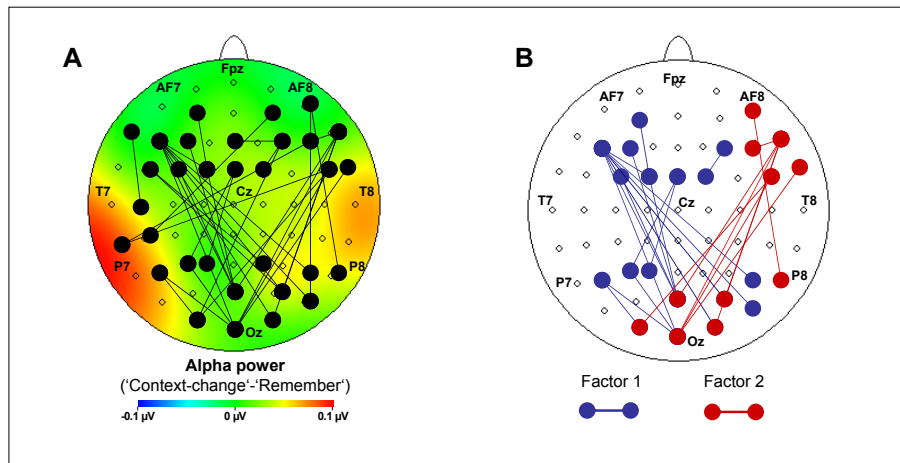 A
Fpz
AF7
AF8
T7
Cz
T8
P7
P8
Oz
Alpha power
('Context-change'-'Remember')
-0.1 µV
0 µV
0.1 µV
B
Fpz
AF7
AF8
T7
Cz
T8
P7
P8
Oz
Factor 1
Factor 2